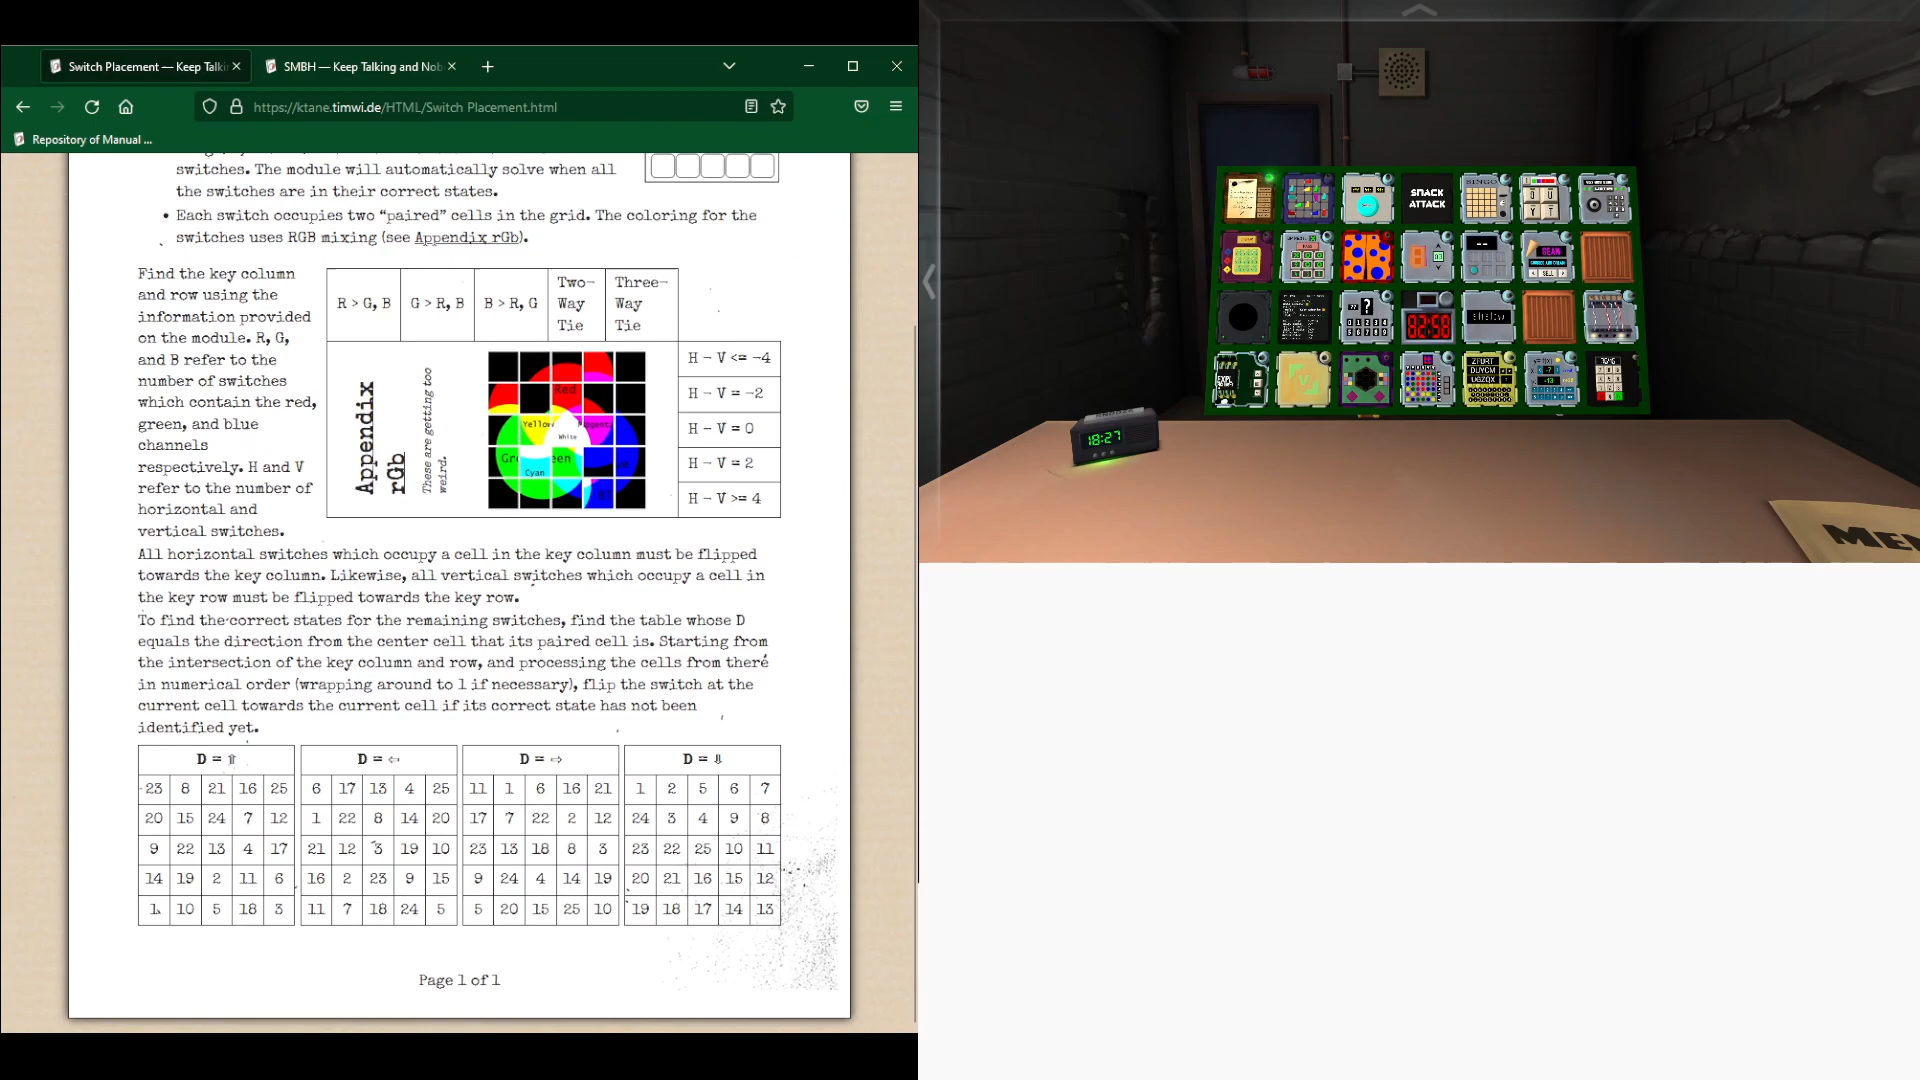 Switch Placement — Keep Talki
SMBH — Keep Talking and Nob
https://ktane.timwi.de/HTML/Switch Placement.html
Repository of Manual ...
switches. The module will automatically solve when all
the switches are in their correct states.
• Each switch occupies two “paired” cells in the grid. The coloring for the
switches uses RGB mixing (see Appendix rGb).
Find the key column
and row using the
information provided
on the module. R, G,
and B refer to the
number of switches
which contain the red,
green, and blue
channels
respectively. H and V
refer to the number of
horizontal and
vertical switches.
R > G, B
G > R, B
B > R, G
Two-
Way
Tie
Three-
Way
Tie
Appendix
rGb
These are getting too
weird.
Red
Yellow
White
Cyan
H - V <= -4
H - V = -2
H - V = 0
H - V = 2
H - V >= 4
All horizontal switches which occupy a cell in the key column must be flipped
towards the key column. Likewise, all vertical switches which occupy a cell in
the key row must be flipped towards the key row.
To find the correct states for the remaining switches, find the table whose D
equals the direction from the center cell that its paired cell is. Starting from
the intersection of the key column and row, and processing the cells from there
in numerical order (wrapping around to 1 if necessary), flip the switch at the
current cell towards the current cell if its correct state has not been
identified yet.
D = ⇧ D = ⇦ D = ⇨ D = ⇩
23 8 21 16 25 6 17 13 4 25 11 1 6 16 21 1 2 5 6 7
20 15 24 7 12 1 22 8 14 20 17 7 22 2 12 24 3 4 9 8
9 22 13 4 17 21 12 3 19 10 23 13 18 8 3 23 22 25 10 11
14 19 2 11 6 16 2 23 9 15 9 24 4 14 19 20 21 16 15 12
1 10 5 18 3 11 7 18 24 5 5 20 15 25 10 19 18 17 14 13
Page 1 of 1
SNACK
ATTACK
BINGO
SEAN
SELL
02:58
ZFURT
DUYCM
UGZQX
18:27